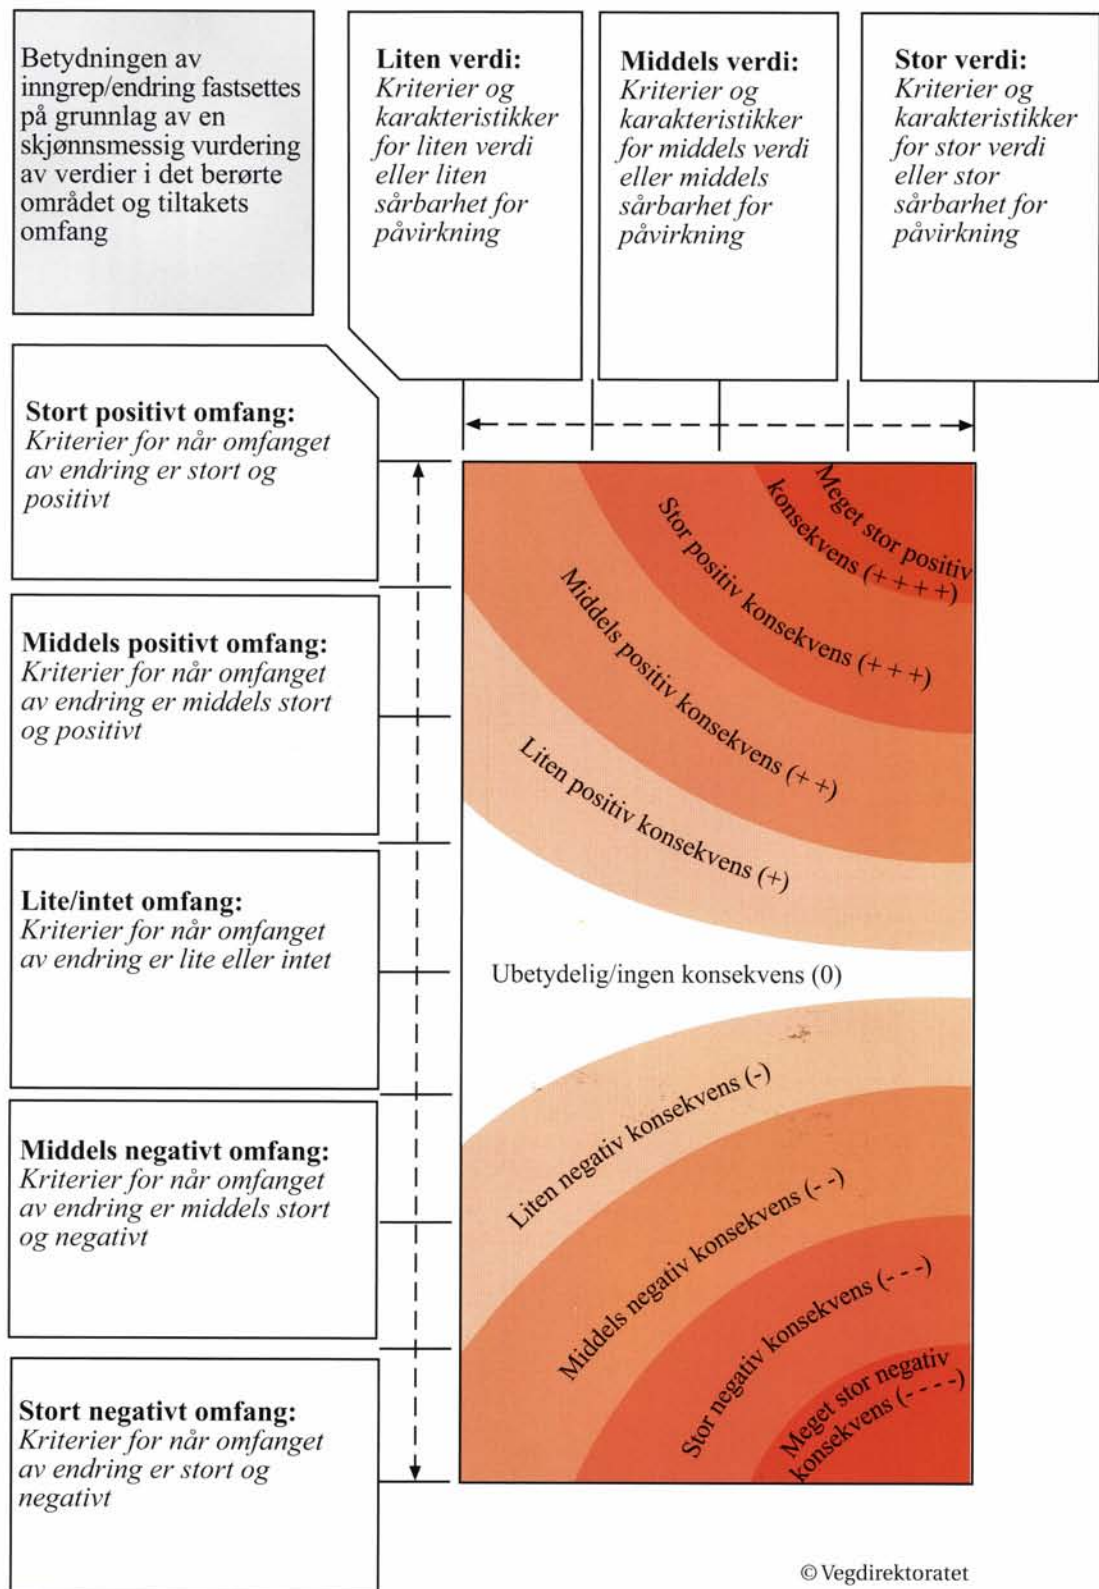 Betydningen av
inngrep/endring fastsettes
på grunnlag av en
skjønnsmessig vurdering
av verdier i det berørte
området og tiltakets
omfang
Liten verdi:
Kriterier og
karakteristikker
for liten verdi
eller liten
sårbarhet for
påvirkning
Middels verdi:
Kriterier og
karakteristikker
for middels verdi
eller middels
sårbarhet for
påvirkning
Stor verdi:
Kriterier og
karakteristikker
for stor verdi
eller stor
sårbarhet for
påvirkning
Stort positivt omfang:
Kriterier for når omfanget
av endring er stort og
positivt
Middels positivt omfang:
Kriterier for når omfanget
av endring er middels stort
og positivt
Lite/intet omfang:
Kriterier for når omfanget
av endring er lite eller intet
Middels negativt omfang:
Kriterier for når omfanget
av endring er middels stort
og negativt
Stort negativt omfang:
Kriterier for når omfanget
av endring er stort og
negativt
Meget stor positiv
konsekvens (+ + + +)
Stor positiv konsekvens (+ + +)
Middels positiv konsekvens (+ +)
Liten positiv konsekvens (+)
Ubetydelig/ingen konsekvens (0)
Liten negativ konsekvens (-)
Middels negativ konsekvens (- -)
Stor negativ konsekvens (- - -)
Meget stor negativ
konsekvens (- - - -)
© Vegdirektoratet